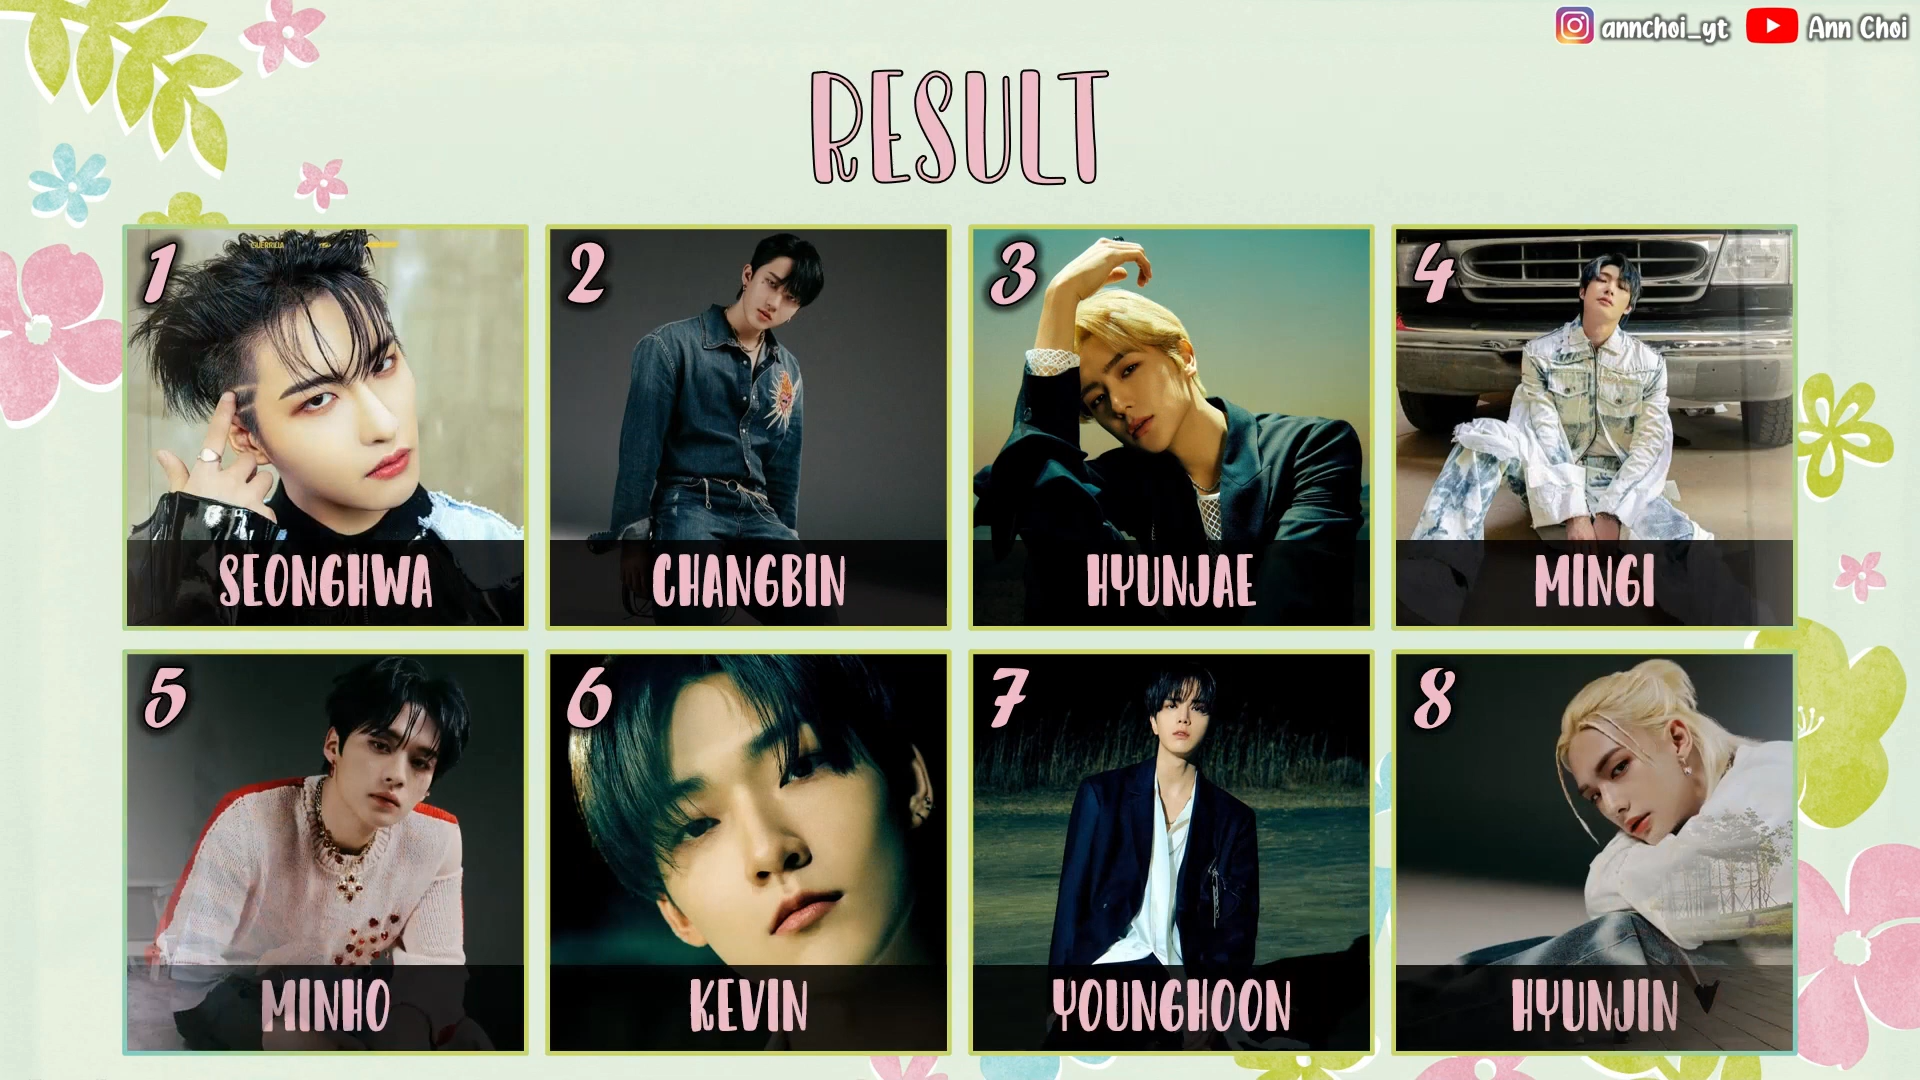 annchoi_yt Ann Choi
RESULT
1
GUERRILLA
2
3
4
SEONGHWA
CHANGBIN
HYUNJAE
MINGI
5
6
7
8
MINHO
KEVIN
YOUNGHOON
HYUNJIN